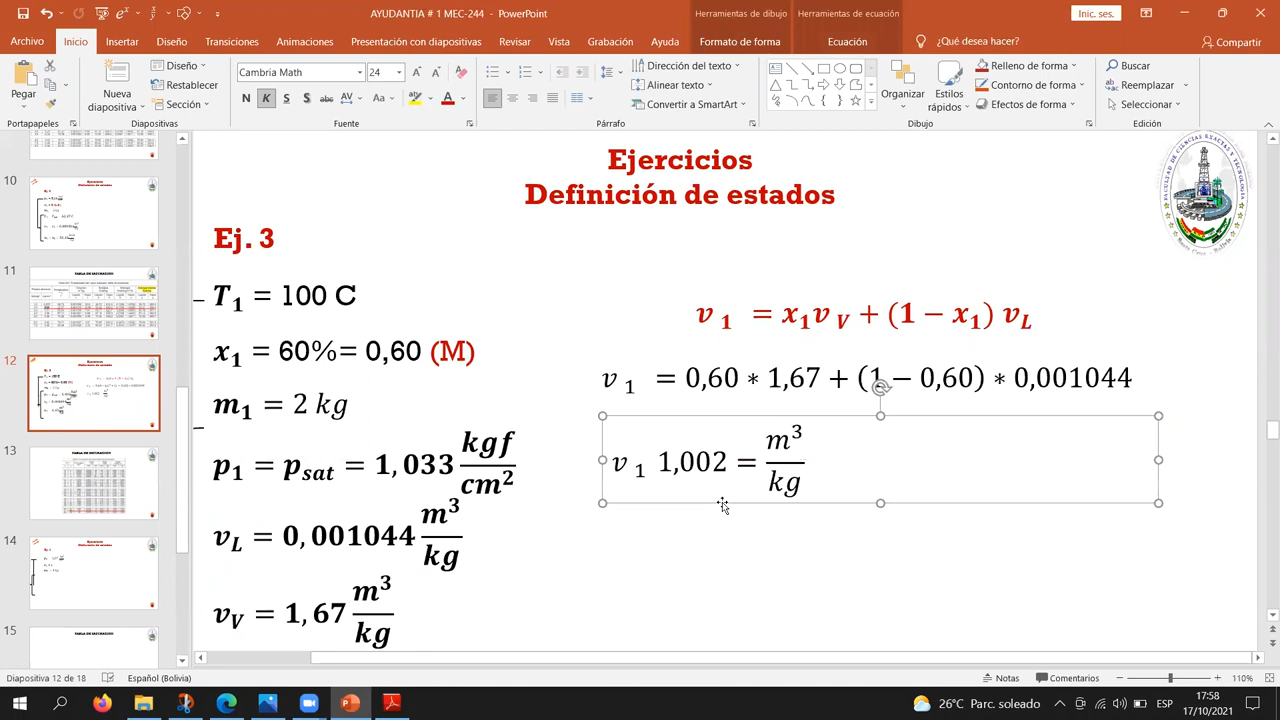 AYUDANTIA # 1 MEC-244 - PowerPoint
Herramientas de dibujo
Herramientas de ecuación
Inic. ses.
Archivo
Inicio
Insertar
Diseño
Transiciones
Animaciones
Presentación con diapositivas
Revisar
Vista
Grabación
Ayuda
Formato de forma
Ecuación
¿Qué desea hacer?
Compartir
Pegar
Nueva
diapositiva
Diseño
Restablecer
Sección
Cambria Math
24
N K S S abc AV Aa A
Dirección del texto
Alinear texto
Convertir a SmartArt
Organizar
Estilos
rápidos
Relleno de forma
Contorno de forma
Efectos de forma
Buscar
Reemplazar
Seleccionar
Portapapeles
Diapositivas
Fuente
Párrafo
Dibujo
Edición
10
11
12
13
14
15
Ejercicios
Definición de estados
Ej. 3
T₁ = 100 C
x₁ = 60%= 0,60 (M)
m₁ = 2 kg
p₁ = p_sat = 1,033 kgf/cm²
v_L = 0,001044 m³/kg
v_V = 1,67 m³/kg
v ₁ = x₁v_V + (1 − x₁) v_L
v ₁ = 0,60 ∗ 1,67 + (1 − 0,60) ∗ 0,001044
v ₁ 1,002 = m³/kg
Diapositiva 12 de 18
Español (Bolivia)
Notas
Comentarios
110%
26°C Parc. soleado
ESP
17:58
17/10/2021